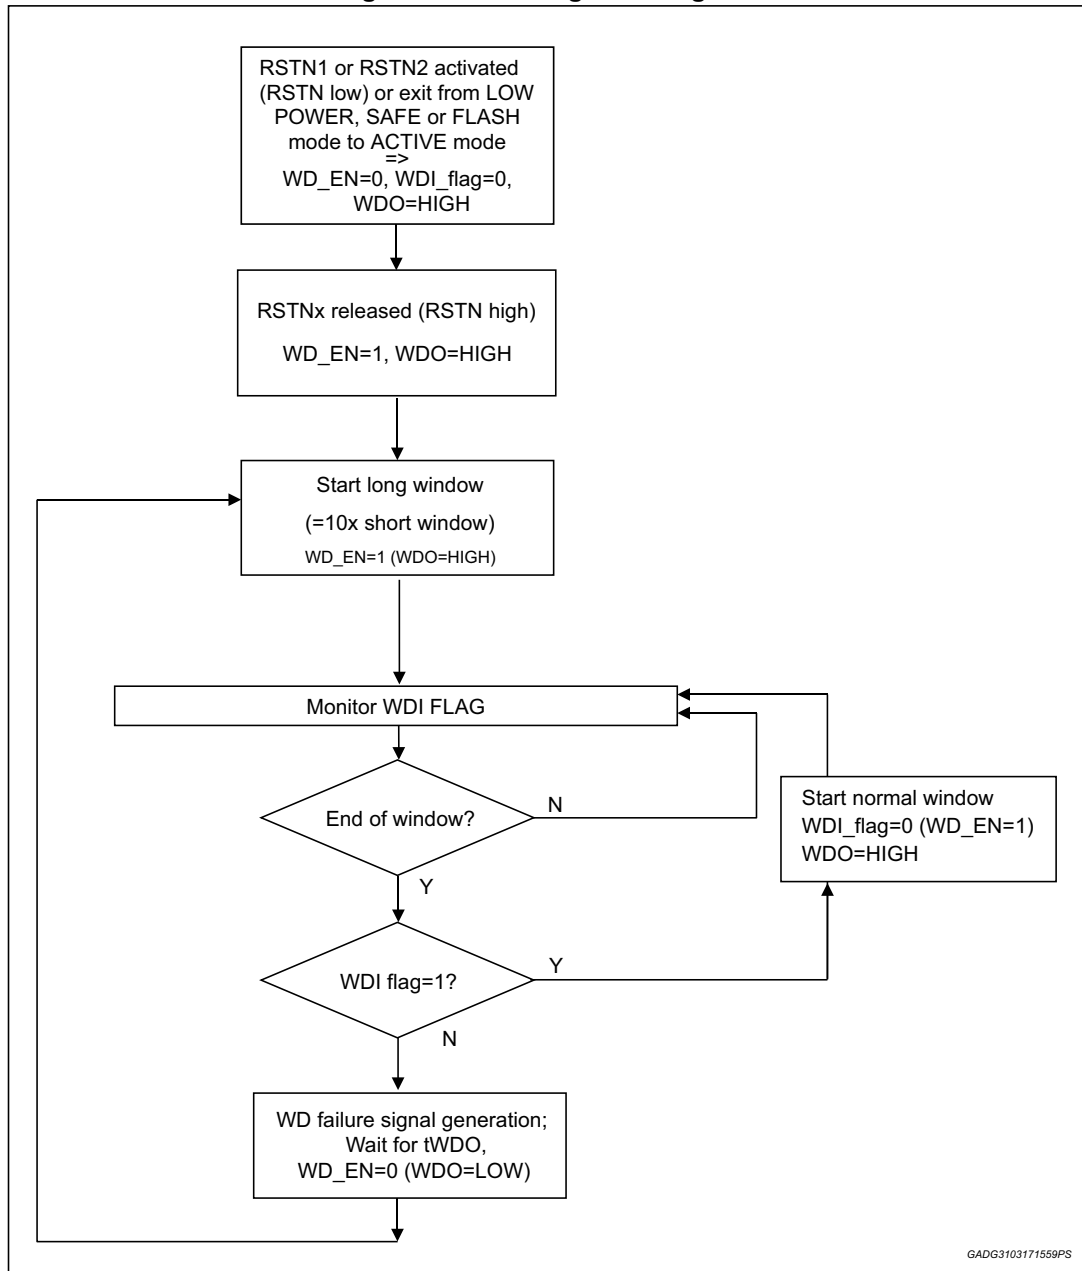 RSTN1 or RSTN2 activated
(RSTN low) or exit from LOW
POWER, SAFE or FLASH
mode to ACTIVE mode
=>
WD_EN=0, WDI_flag=0,
WDO=HIGH
RSTNx released (RSTN high)
WD_EN=1, WDO=HIGH
Start long window
(=10x short window)
WD_EN=1 (WDO=HIGH)
Monitor WDI FLAG
End of window?
N
Y
Start normal window
WDI_flag=0 (WD_EN=1)
WDO=HIGH
WDI flag=1?
Y
N
WD failure signal generation;
Wait for tWDO,
WD_EN=0 (WDO=LOW)
GADG3103171559PS